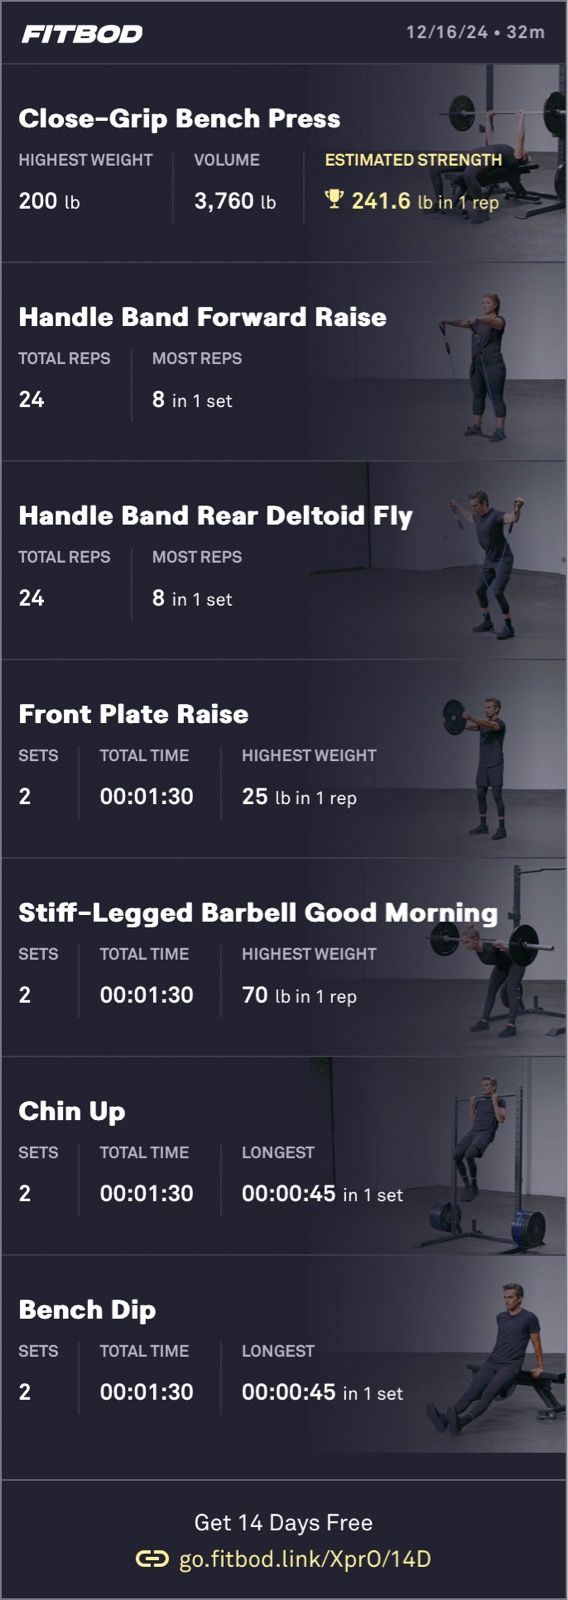 FITBOD
12/16/24 • 32m
Close-Grip Bench Press
HIGHEST WEIGHT VOLUME ESTIMATED STRENGTH
200 lb 3,760 lb 241.6 lb in 1 rep
Handle Band Forward Raise
TOTAL REPS MOST REPS
24 8 in 1 set
Handle Band Rear Deltoid Fly
TOTAL REPS MOST REPS
24 8 in 1 set
Front Plate Raise
SETS TOTAL TIME HIGHEST WEIGHT
2 00:01:30 25 lb in 1 rep
Stiff-Legged Barbell Good Morning
SETS TOTAL TIME HIGHEST WEIGHT
2 00:01:30 70 lb in 1 rep
Chin Up
SETS TOTAL TIME LONGEST
2 00:01:30 00:00:45 in 1 set
Bench Dip
SETS TOTAL TIME LONGEST
2 00:01:30 00:00:45 in 1 set
Get 14 Days Free
go.fitbod.link/XprO/14D